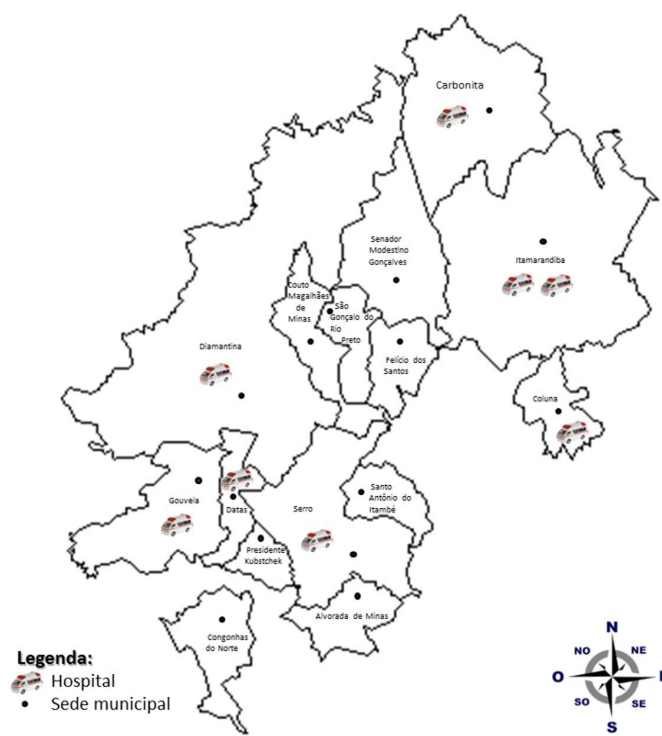 Carbonita
Senador
Modestino
Gonçalves
Itamarandiba
Couto
Magalhães
de
Minas
São
Gonçalo do
Rio
Preto
Diamantina
Felício dos
Santos
Coluna
Gouveia
Datas
Serro
Santo
Antônio do
Itambé
Presidente
Kubstchek
Alvorada de Minas
Congonhas
do Norte
Legenda:
Hospital
Sede municipal
N
NO
NE
O
SO
SE
S